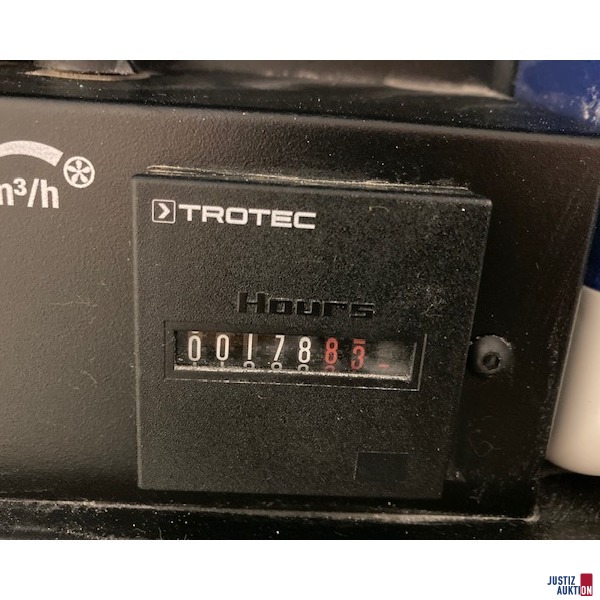 m³/h
TROTEC
Hours
0017883
JUSTIZ
AUKTION